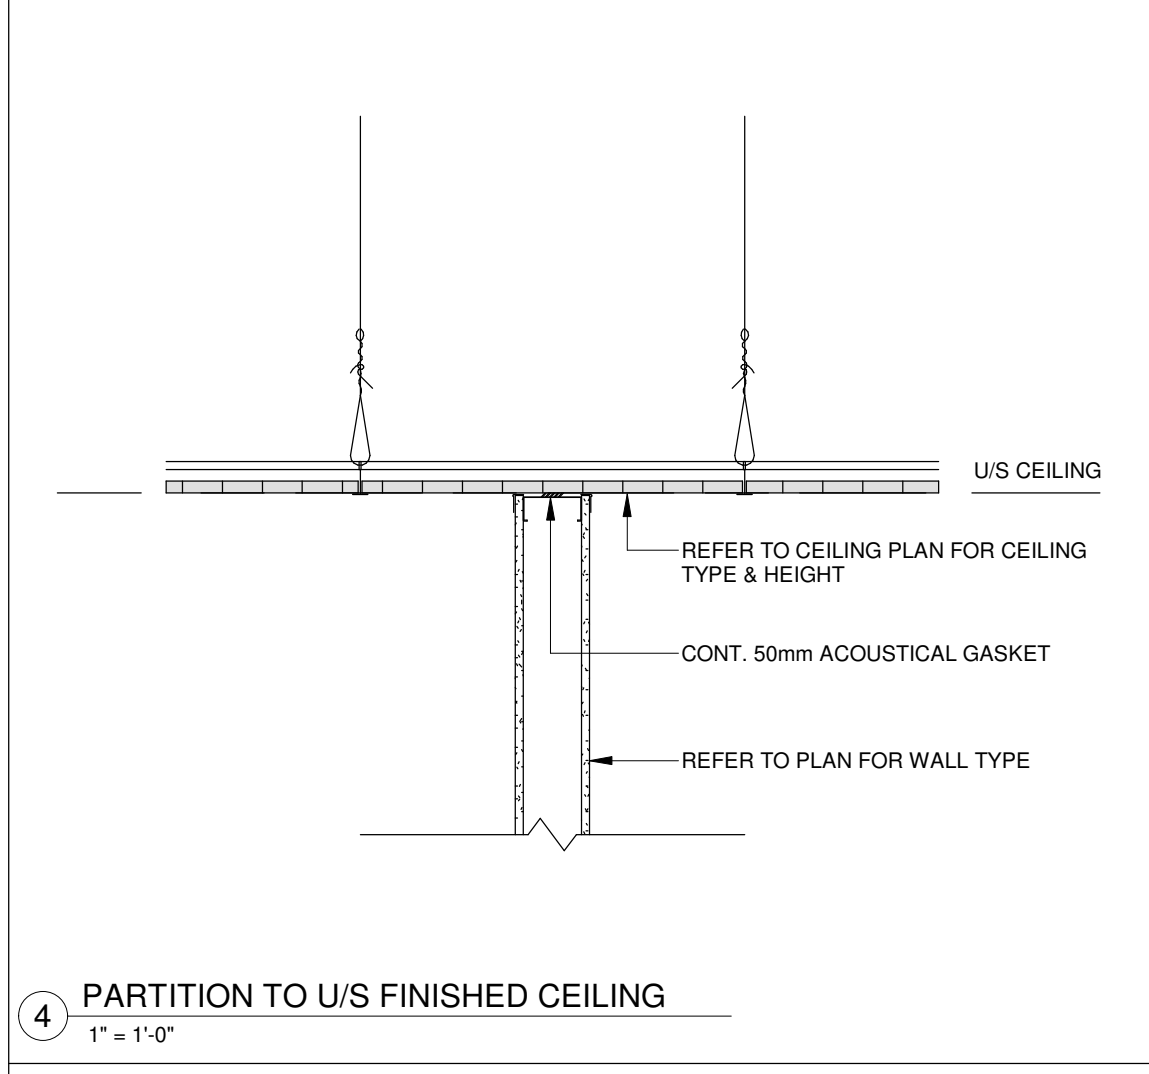 U/S CEILING
REFER TO CEILING PLAN FOR CEILING
TYPE & HEIGHT
CONT. 50mm ACOUSTICAL GASKET
REFER TO PLAN FOR WALL TYPE
4
PARTITION TO U/S FINISHED CEILING
1" = 1'-0"